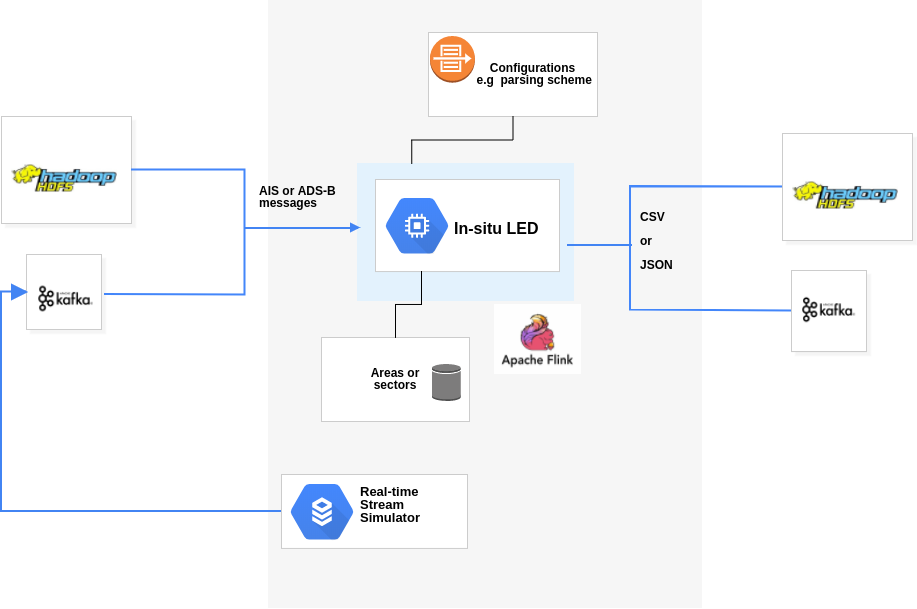 Configurations
e.g parsing scheme
hadoop
HDFS
AIS or ADS-B
messages
In-situ LED
CSV
or
JSON
hadoop
HDFS
kafka
kafka
Apache Flink
Areas or
sectors
Real-time
Stream
Simulator